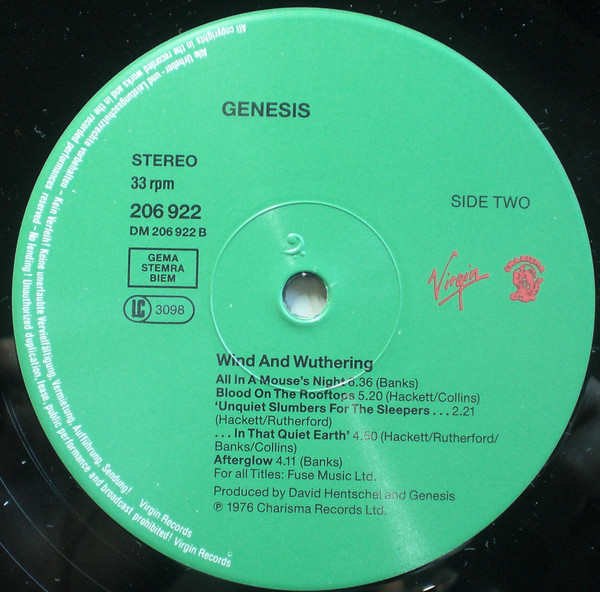 GENESIS
STEREO
33 rpm
206 922
DM 206 922 B
GEMA
STEMRA
BIEM
LC 3098
SIDE TWO
2
Virgin
CHARISMA
Wind And Wuthering
All In A Mouse's Night 6.36 (Banks)
Blood On The Rooftops 5.20 (Hackett/Collins)
'Unquiet Slumbers For The Sleepers ... 2.21
(Hackett/Rutherford)
... In That Quiet Earth' 4.50 (Hackett/Rutherford/
Banks/Collins)
Afterglow 4.11 (Banks)
For all Titles: Fuse Music Ltd.
Produced by David Hentschel and Genesis
℗ 1976 Charisma Records Ltd.
Alle Urheber- und Leistungsschutzrechte vorbehalten - Kein Verleih! Keine unerlaubte Vervielfältigung, Vermietung, Aufführung, Sendung! Virgin Records
All copyrights in the recorded works and in the recorded performances reserved - No lending! Unauthorized duplication, lease, public performance and broadcast prohibited! Virgin Records